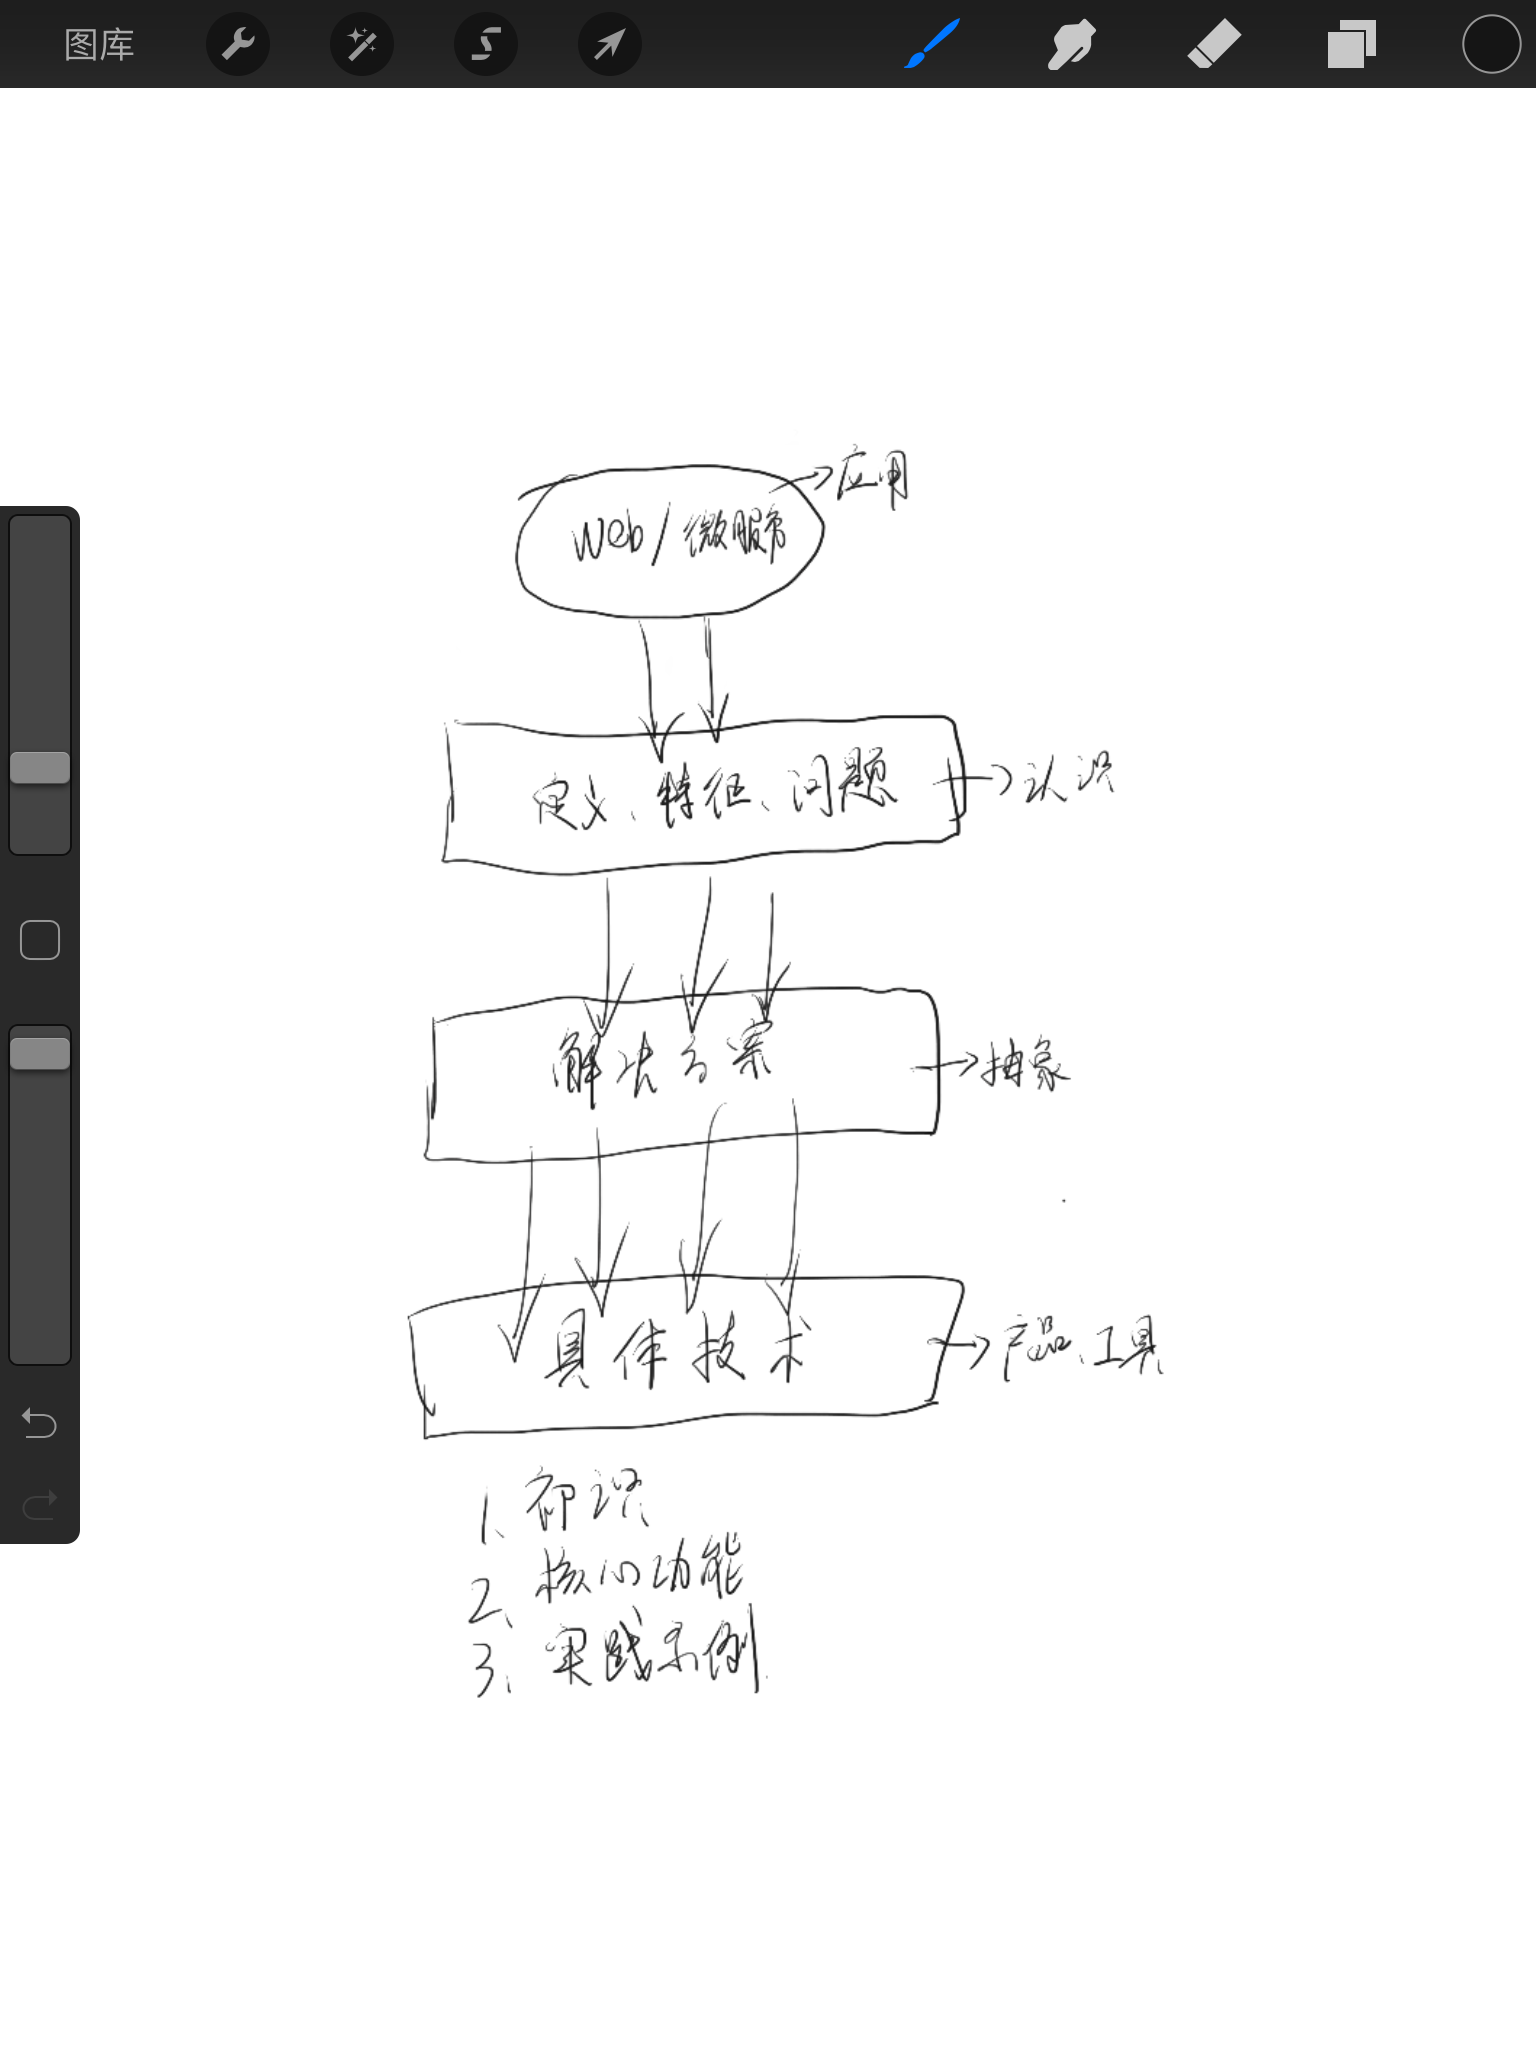 图库
应用
Web/微服务
定义、特征、问题
认识
解决方案
抽象
具体技术
产品、工具
1、
2、核心功能
3、实践示例